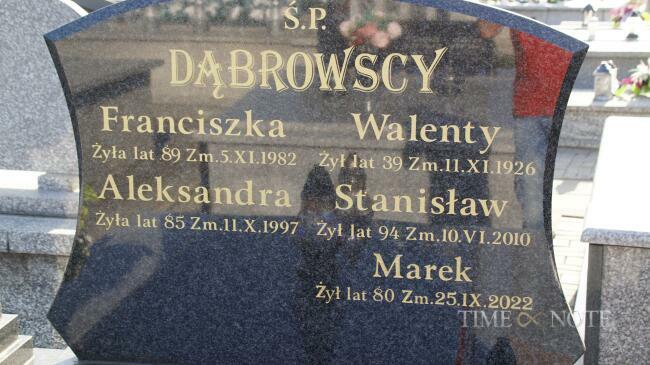 Ś.P.
DĄBROWSCY
Franciszka
Żyła lat 89 Zm.5.XI.1982
Walenty
Żył lat 39 Zm.11.XI.1926
Aleksandra
Żyła lat 85 Zm.11.X.1997
Stanisław
Żył lat 94 Zm.10.VI.2010
Marek
Żył lat 80 Zm.25.IX.2022
TIME NOTE